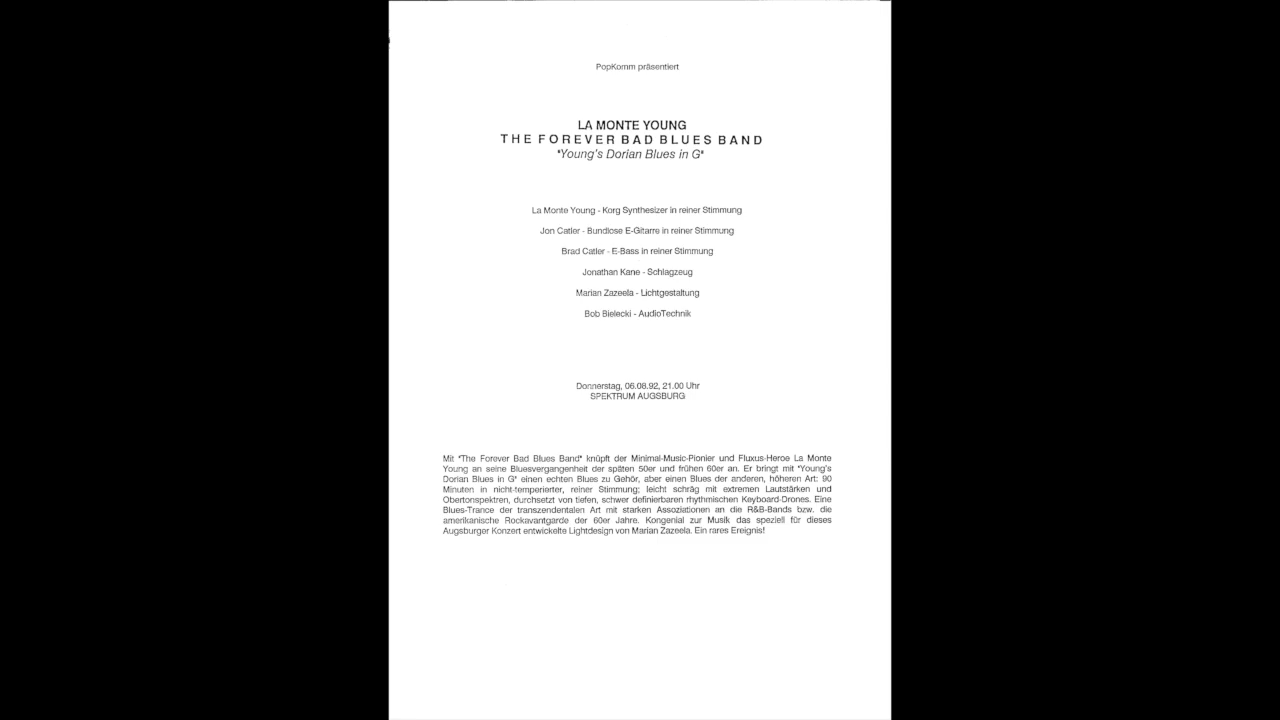 PopKomm präsentiert
LA MONTE YOUNG
THE FOREVER BAD BLUES BAND
"Young's Dorian Blues in G"
La Monte Young - Korg Synthesizer in reiner Stimmung
Jon Catler - Bundlose E-Gitarre in reiner Stimmung
Brad Catler - E-Bass in reiner Stimmung
Jonathan Kane - Schlagzeug
Marian Zazeela - Lichtgestaltung
Bob Bielecki - AudioTechnik
Donnerstag, 06.08.92, 21.00 Uhr
SPEKTRUM AUGSBURG
Mit "The Forever Bad Blues Band" knüpft der Minimal-Music-Pionier und Fluxus-Heroe La Monte
Young an seine Bluesvergangenheit der späten 50er und frühen 60er an. Er bringt mit "Young's
Dorian Blues in G" einen echten Blues zu Gehör, aber einen Blues der anderen, höheren Art: 90
Minuten in nicht-temperierter, reiner Stimmung; leicht schräg mit extremen Lautstärken und
Obertonspektren, durchsetzt von tiefen, schwer definierbaren rhythmischen Keyboard-Drones. Eine
Blues-Trance der transzendentalen Art mit starken Assoziationen an die R&B-Bands bzw. die
amerikanische Rockavantgarde der 60er Jahre. Kongenial zur Musik das speziell für dieses
Augsburger Konzert entwickelte Lightdesign von Marian Zazeela. Ein rares Ereignis!